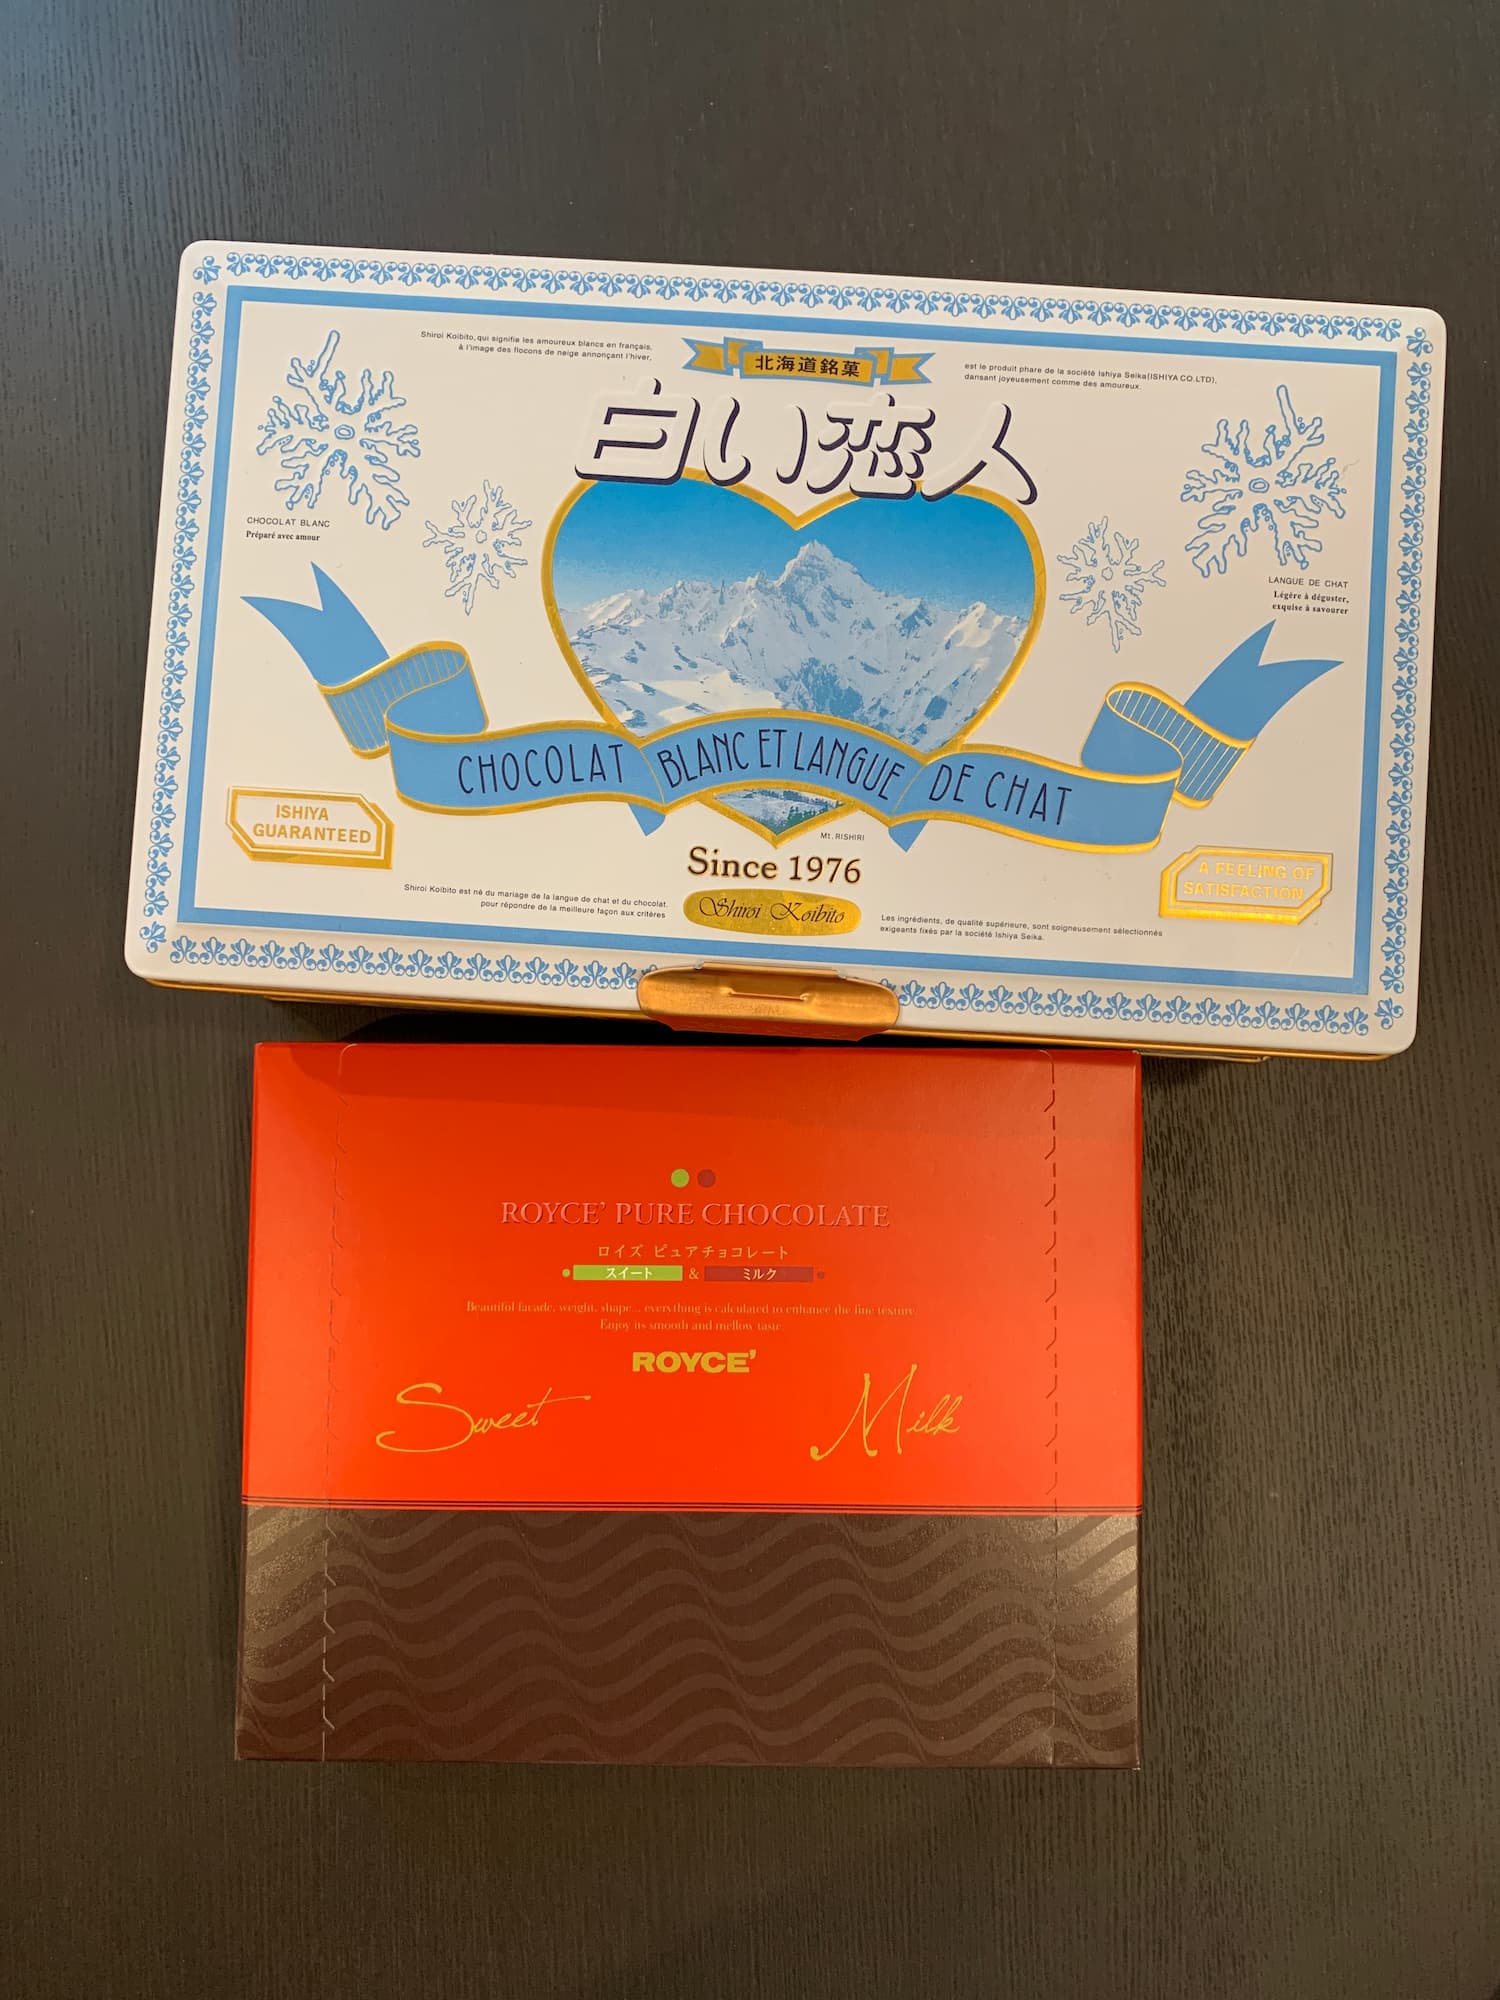 Shiroi Koibito, qui signifie les amoureux blancs en français,
à l'image des flocons de neige annonçant l'hiver,
北海道銘菓
est le produit phare de la société Ishiya Seika(ISHIYA CO.LTD),
dansant joyeusement comme des amoureux.
白い恋人
CHOCOLAT BLANC
Préparé avec amour
LANGUE DE CHAT
Légère à déguster,
exquise à savourer
CHOCOLAT BLANC ET LANGUE DE CHAT
ISHIYA
GUARANTEED
Mt. RISHIRI
Since 1976
A FEELING OF
SATISFACTION
Shiroi Koibito est né du mariage de la langue de chat et du chocolat.
pour répondre de la meilleure façon aux critères
Shiroi Koibito
Les ingrédients, de qualité supérieure, sont soigneusement sélectionnés
exigeants fixés par la société Ishiya Seika.
ROYCE' PURE CHOCOLATE
ロイズ ピュアチョコレート
スイート & ミルク
Beautiful facade, weight, shape... everything is calculated to enhance the fine texture.
Enjoy its smooth and mellow taste.
ROYCE'
Sweet
Milk